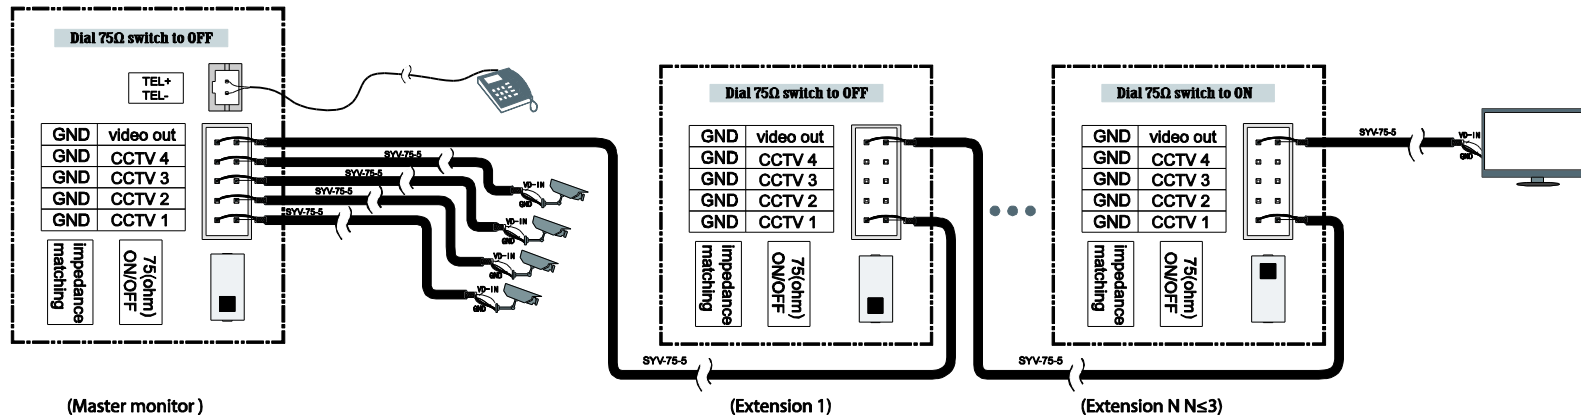 Dial 75Ω switch to OFF
TEL+
TEL-
GND video out
GND CCTV 4
GND CCTV 3
GND CCTV 2
GND CCTV 1
impedance
matching
75(ohm)
ON/OFF
SYV-75-5
SYV-75-5
SYV-75-5
SYV-75-5
VD-IN
GND
VD-IN
GND
VD-IN
GND
VD-IN
GND
(Master monitor )
Dial 75Ω switch to OFF
GND video out
GND CCTV 4
GND CCTV 3
GND CCTV 2
GND CCTV 1
impedance
matching
75(ohm)
ON/OFF
SYV-75-5
(Extension 1)
Dial 75Ω switch to ON
GND video out
GND CCTV 4
GND CCTV 3
GND CCTV 2
GND CCTV 1
impedance
matching
75(ohm)
ON/OFF
SYV-75-5
SYV-75-5
VD-IN
GND
(Extension N N≤3)